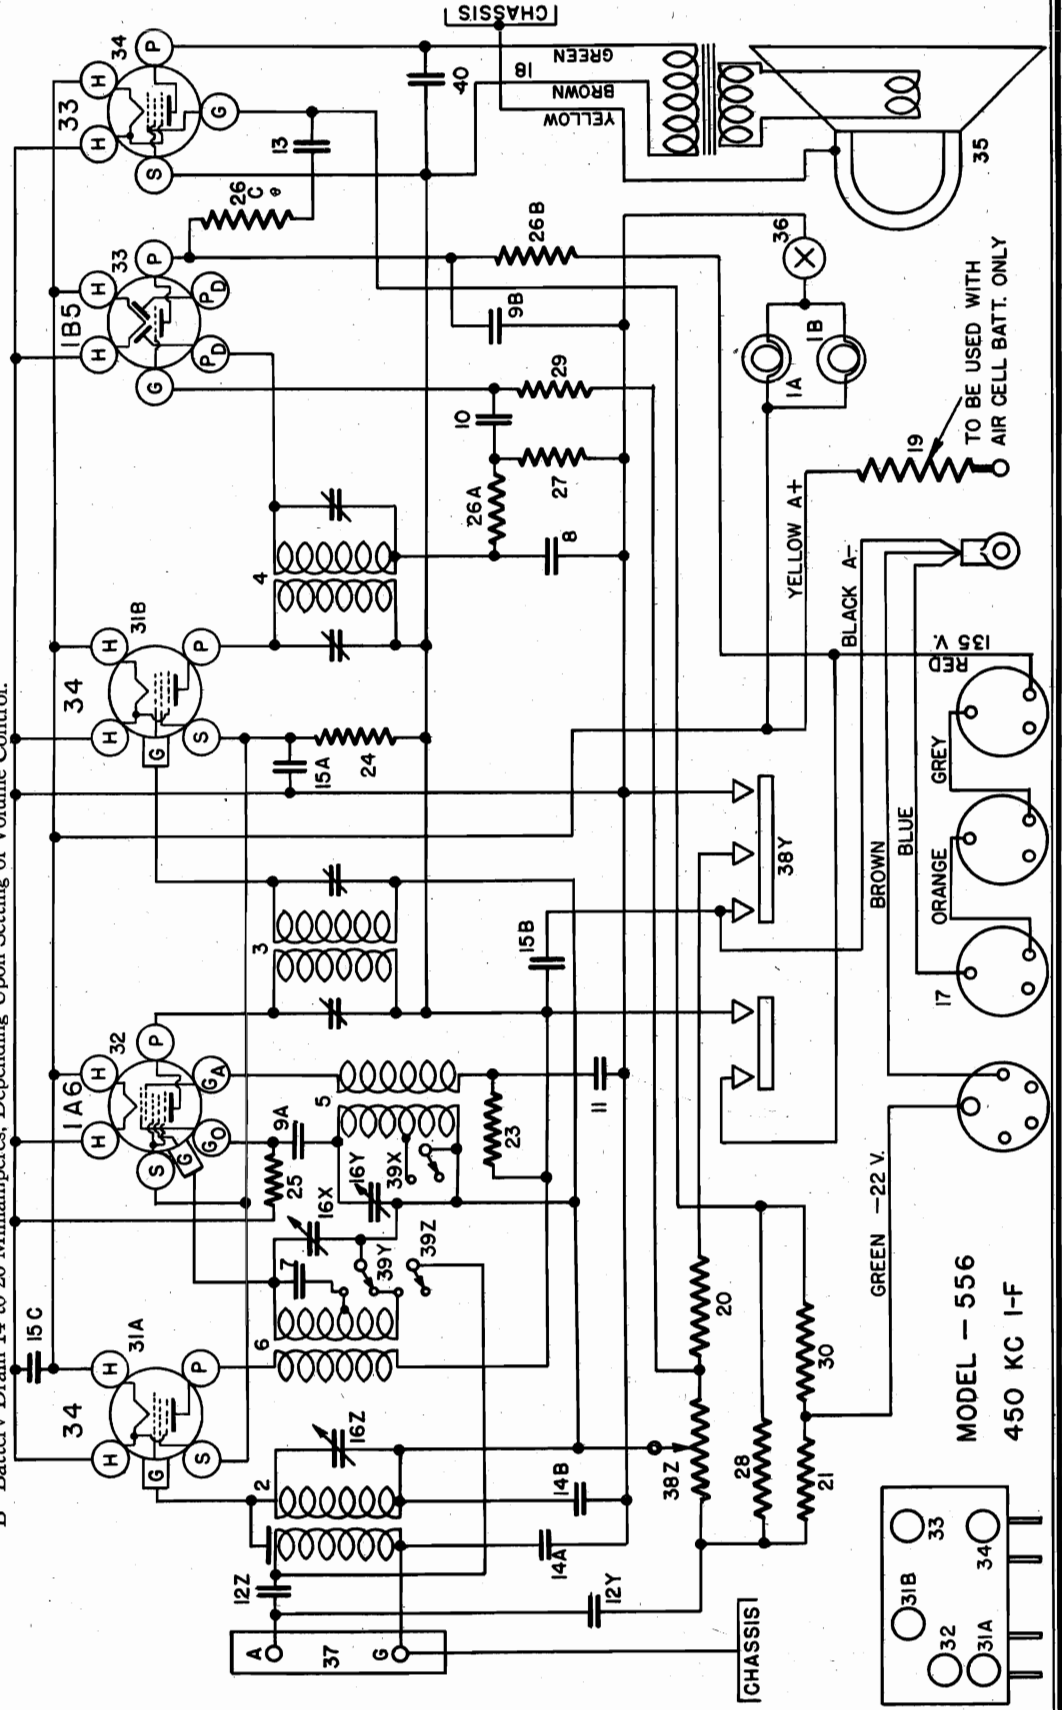 B Battery Drain 14 to 20 Milliamperes, Depending Upon Setting of Volume Control.
34
31A
15C
H
H
G
P
S
1A6
32
H
H
S
G
P
GO
GA
34
31B
H
H
G
P
S
1B5
33
H
H
G
P
PD
PD
33
34
H
H
S
P
G
CHASSIS
GREEN
18
BROWN
YELLOW
40
13
26C
26B
9B
29
10
27
26A
8
4
15A
24
3
15B
5
9A
25
16X
16Y
39X
39Y
39Z
7
6
23
11
2
16Z
14B
14A
12Z
12Y
A
37
G
CHASSIS
38Z
20
28
30
21
38Y
36
1A
1B
35
19
TO BE USED WITH
AIR CELL BATT. ONLY
YELLOW A+
BLACK A-
BROWN
BLUE
RED
135 V.
GREY
ORANGE
17
GREEN -22 V.
MODEL - 556
450 KC I-F
33
34
31B
32
31A